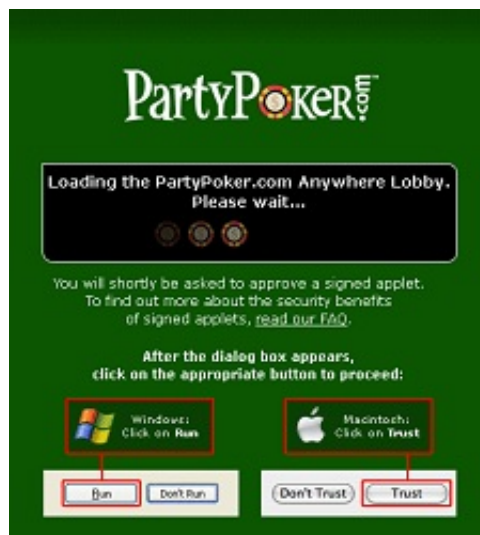 PartyPoker.com™
Loading the PartyPoker.com Anywhere Lobby.
Please wait...
You will shortly be asked to approve a signed applet.
To find out more about the security benefits
of signed applets, read our FAQ.
After the dialog box appears,
click on the appropriate button to proceed:
Windows:
Click on Run
Macintosh:
Click on Trust
Run
Don't Run
Don't Trust
Trust